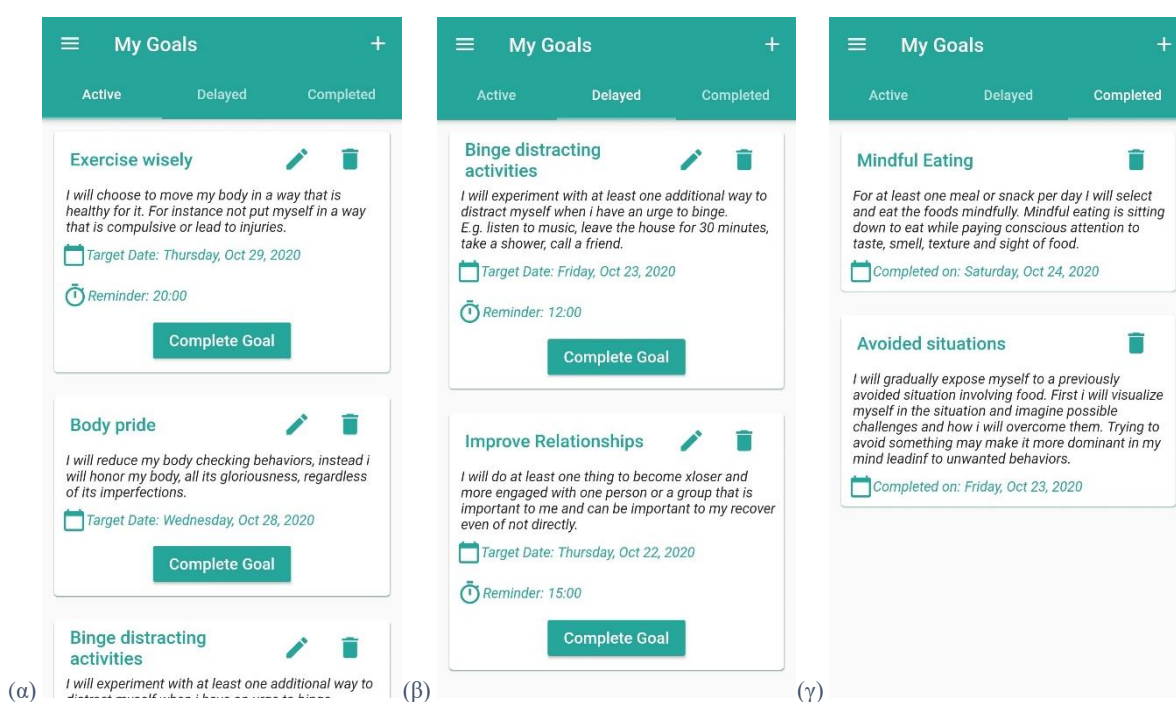 My Goals
Active Delayed Completed
Exercise wisely
I will choose to move my body in a way that is
healthy for it. For instance not put myself in a way
that is compulsive or lead to injuries.
Target Date: Thursday, Oct 29, 2020
Reminder: 20:00
Complete Goal
Body pride
I will reduce my body checking behaviors, instead i
will honor my body, all its gloriousness, regardless
of its imperfections.
Target Date: Wednesday, Oct 28, 2020
Complete Goal
Binge distracting
activities
I will experiment with at least one additional way to
distract myself when i have an urge to binge.
(α)
My Goals
Active Delayed Completed
Binge distracting
activities
I will experiment with at least one additional way to
distract myself when i have an urge to binge.
E.g. listen to music, leave the house for 30 minutes,
take a shower, call a friend.
Target Date: Friday, Oct 23, 2020
Reminder: 12:00
Complete Goal
Improve Relationships
I will do at least one thing to become xloser and
more engaged with one person or a group that is
important to me and can be important to my recover
even of not directly.
Target Date: Thursday, Oct 22, 2020
Reminder: 15:00
Complete Goal
(β)
My Goals
Active Delayed Completed
Mindful Eating
For at least one meal or snack per day I will select
and eat the foods mindfully. Mindful eating is sitting
down to eat while paying conscious attention to
taste, smell, texture and sight of food.
Completed on: Saturday, Oct 24, 2020
Avoided situations
I will gradually expose myself to a previously
avoided situation involving food. First i will visualize
myself in the situation and imagine possible
challenges and how i will overcome them. Trying to
avoid something may make it more dominant in my
mind leadinf to unwanted behaviors.
Completed on: Friday, Oct 23, 2020
(γ)